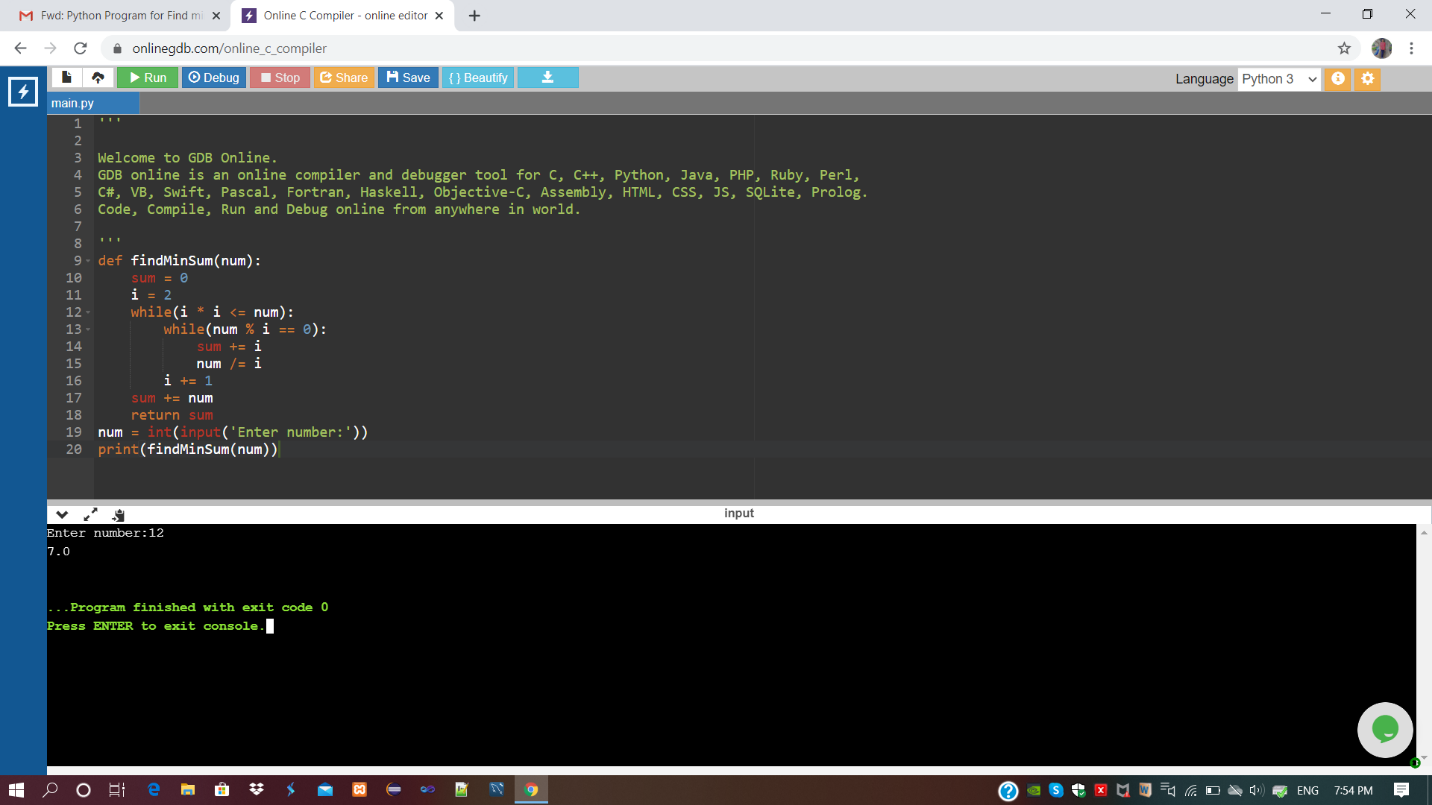 Fwd: Python Program for Find mi
Online C Compiler - online editor
onlinegdb.com/online_c_compiler
Run Debug Stop Share Save { } Beautify
Language Python 3
main.py
1 '''
2
3 Welcome to GDB Online.
4 GDB online is an online compiler and debugger tool for C, C++, Python, Java, PHP, Ruby, Perl,
5 C#, VB, Swift, Pascal, Fortran, Haskell, Objective-C, Assembly, HTML, CSS, JS, SQLite, Prolog.
6 Code, Compile, Run and Debug online from anywhere in world.
7
8 '''
9 def findMinSum(num):
10     sum = 0
11     i = 2
12     while(i * i <= num):
13         while(num % i == 0):
14             sum += i
15             num /= i
16         i += 1
17     sum += num
18     return sum
19 num = int(input('Enter number:'))
20 print(findMinSum(num))
input
Enter number:12
7.0
...Program finished with exit code 0
Press ENTER to exit console.
ENG 7:54 PM